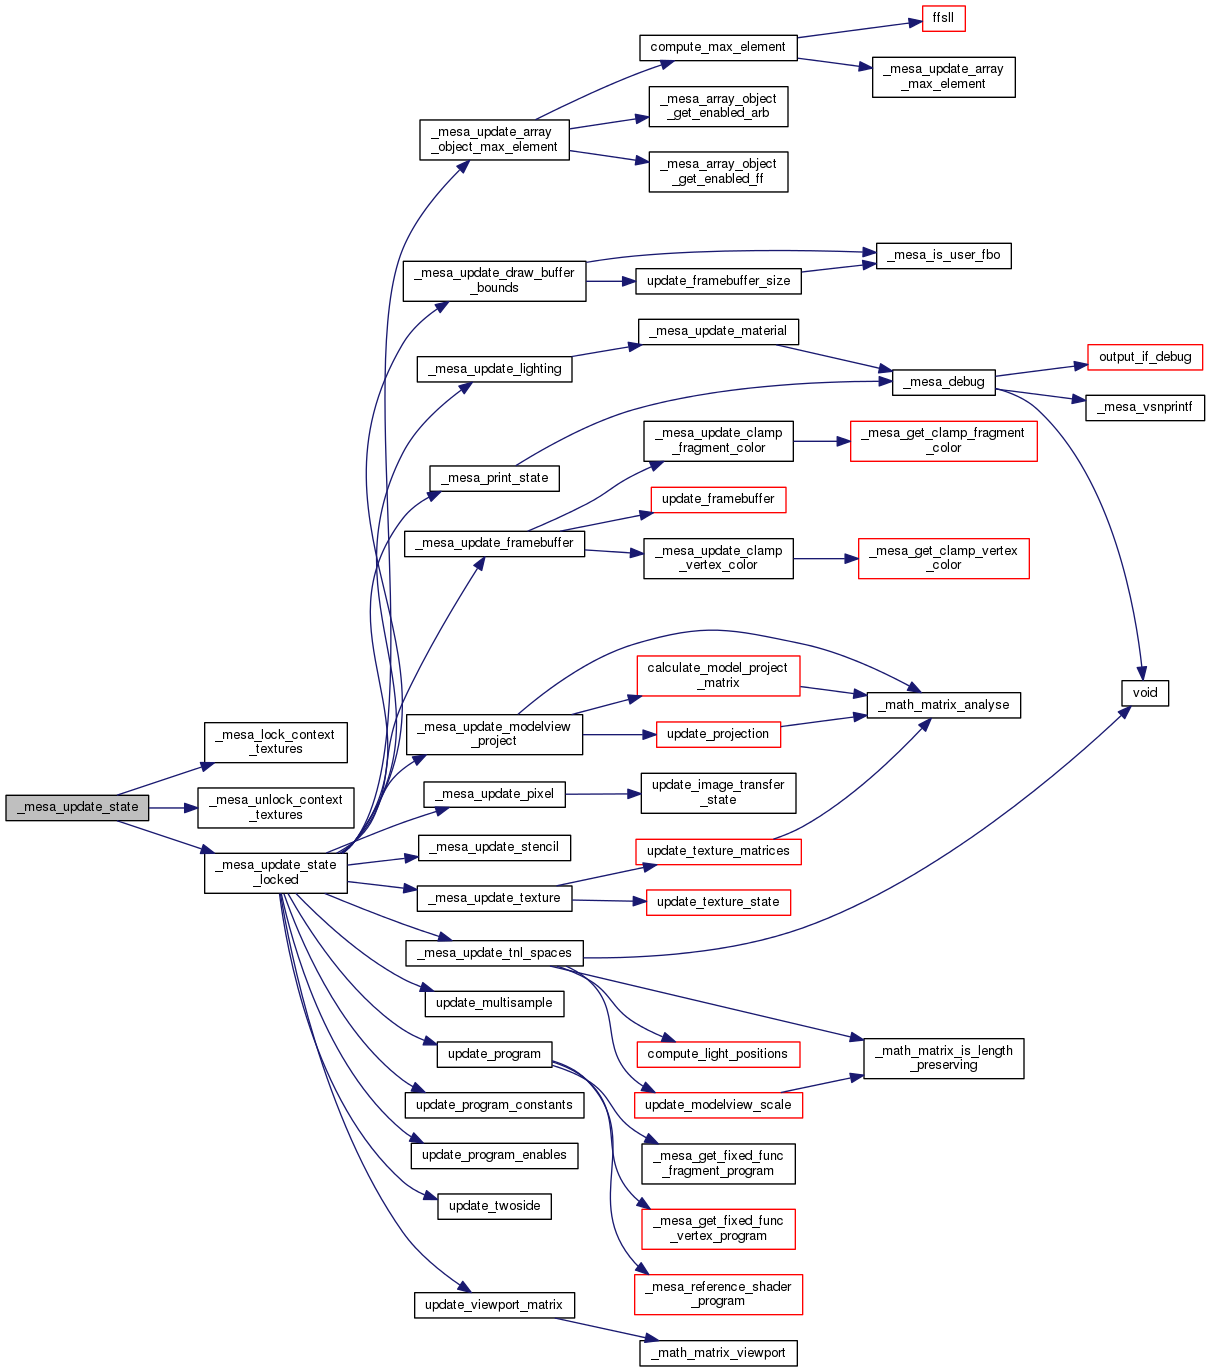 _mesa_update_state
_mesa_lock_context
_textures
_mesa_unlock_context
_textures
_mesa_update_state
_locked
_mesa_update_array
_object_max_element
_mesa_update_draw_buffer
_bounds
_mesa_update_lighting
_mesa_print_state
_mesa_update_framebuffer
_mesa_update_modelview
_project
_mesa_update_pixel
_mesa_update_stencil
_mesa_update_texture
_mesa_update_tnl_spaces
update_multisample
update_program
update_program_constants
update_program_enables
update_twoside
update_viewport_matrix
compute_max_element
_mesa_array_object
_get_enabled_arb
_mesa_array_object
_get_enabled_ff
update_framebuffer_size
_mesa_update_material
_mesa_update_clamp
_fragment_color
update_framebuffer
_mesa_update_clamp
_vertex_color
calculate_model_project
_matrix
update_projection
update_image_transfer
_state
update_texture_matrices
update_texture_state
compute_light_positions
update_modelview_scale
_mesa_get_fixed_func
_fragment_program
_mesa_get_fixed_func
_vertex_program
_mesa_reference_shader
_program
_math_matrix_viewport
ffsll
_mesa_update_array
_max_element
_mesa_is_user_fbo
_mesa_debug
_mesa_get_clamp_fragment
_color
_mesa_get_clamp_vertex
_color
_math_matrix_analyse
_math_matrix_is_length
_preserving
output_if_debug
_mesa_vsnprintf
void